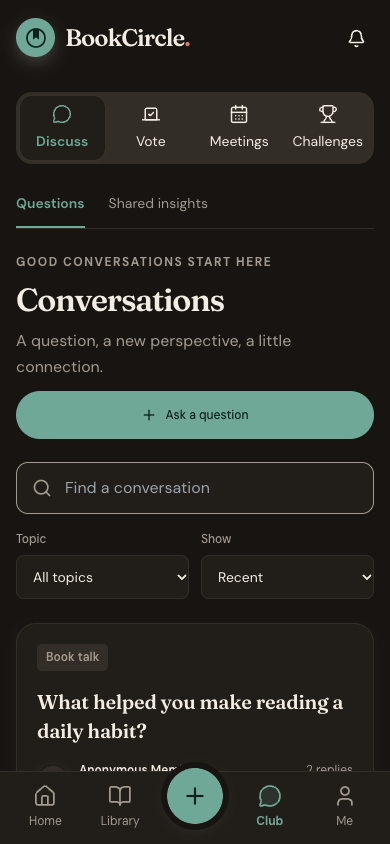 BookCircle.
Discuss Vote Meetings Challenges
Questions Shared insights
GOOD CONVERSATIONS START HERE
Conversations
A question, a new perspective, a little
connection.
Ask a question
Find a conversation
Topic Show
All topics Recent
Book talk
What helped you make reading a
daily habit?
Anonymous 2 replies
Home Library Club Me